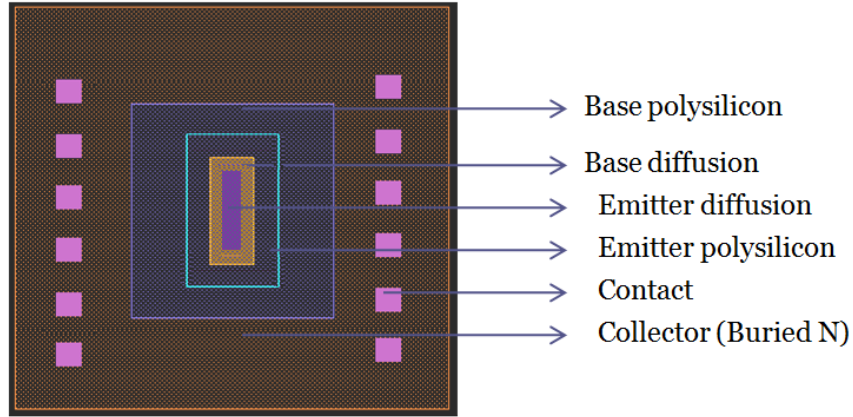 Base polysilicon
Base diffusion
Emitter diffusion
Emitter polysilicon
Contact
Collector (Buried N)